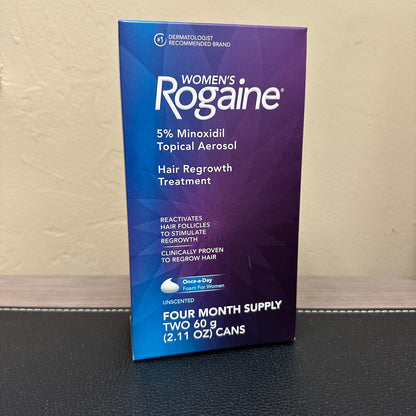 #1 DERMATOLOGIST
RECOMMENDED BRAND
WOMEN'S
Rogaine®
5% Minoxidil
Topical Aerosol
Hair Regrowth
Treatment
REACTIVATES
HAIR FOLLICLES
TO STIMULATE
REGROWTH
CLINICALLY PROVEN
TO REGROW HAIR
Once-a-Day
Foam For Women
UNSCENTED
FOUR MONTH SUPPLY
TWO 60 g
(2.11 OZ) CANS